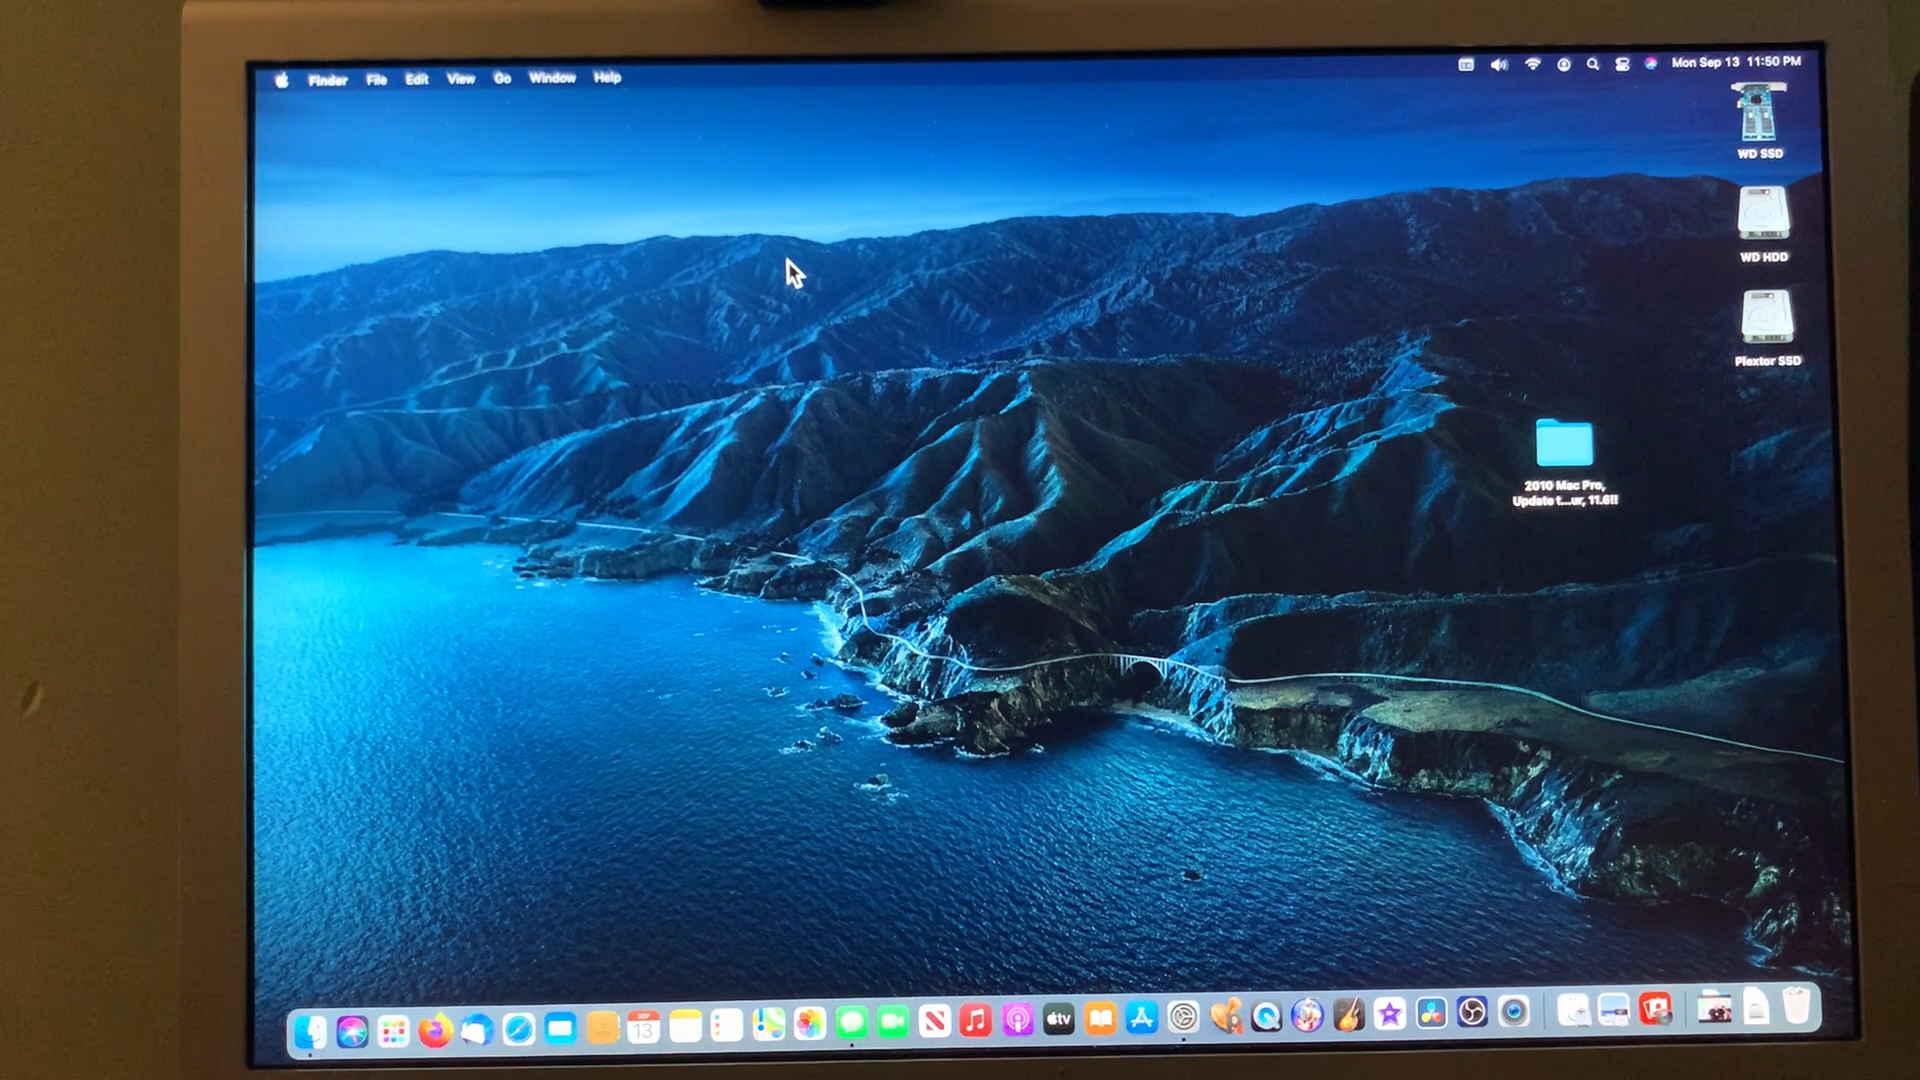 Finder File Edit View Go Window Help
Mon Sep 13 11:50 PM
WD SSD
WD HDD
Plextor SSD
2010 Mac Pro,
Update t...ur, 11.6!!
SEP
13
tv